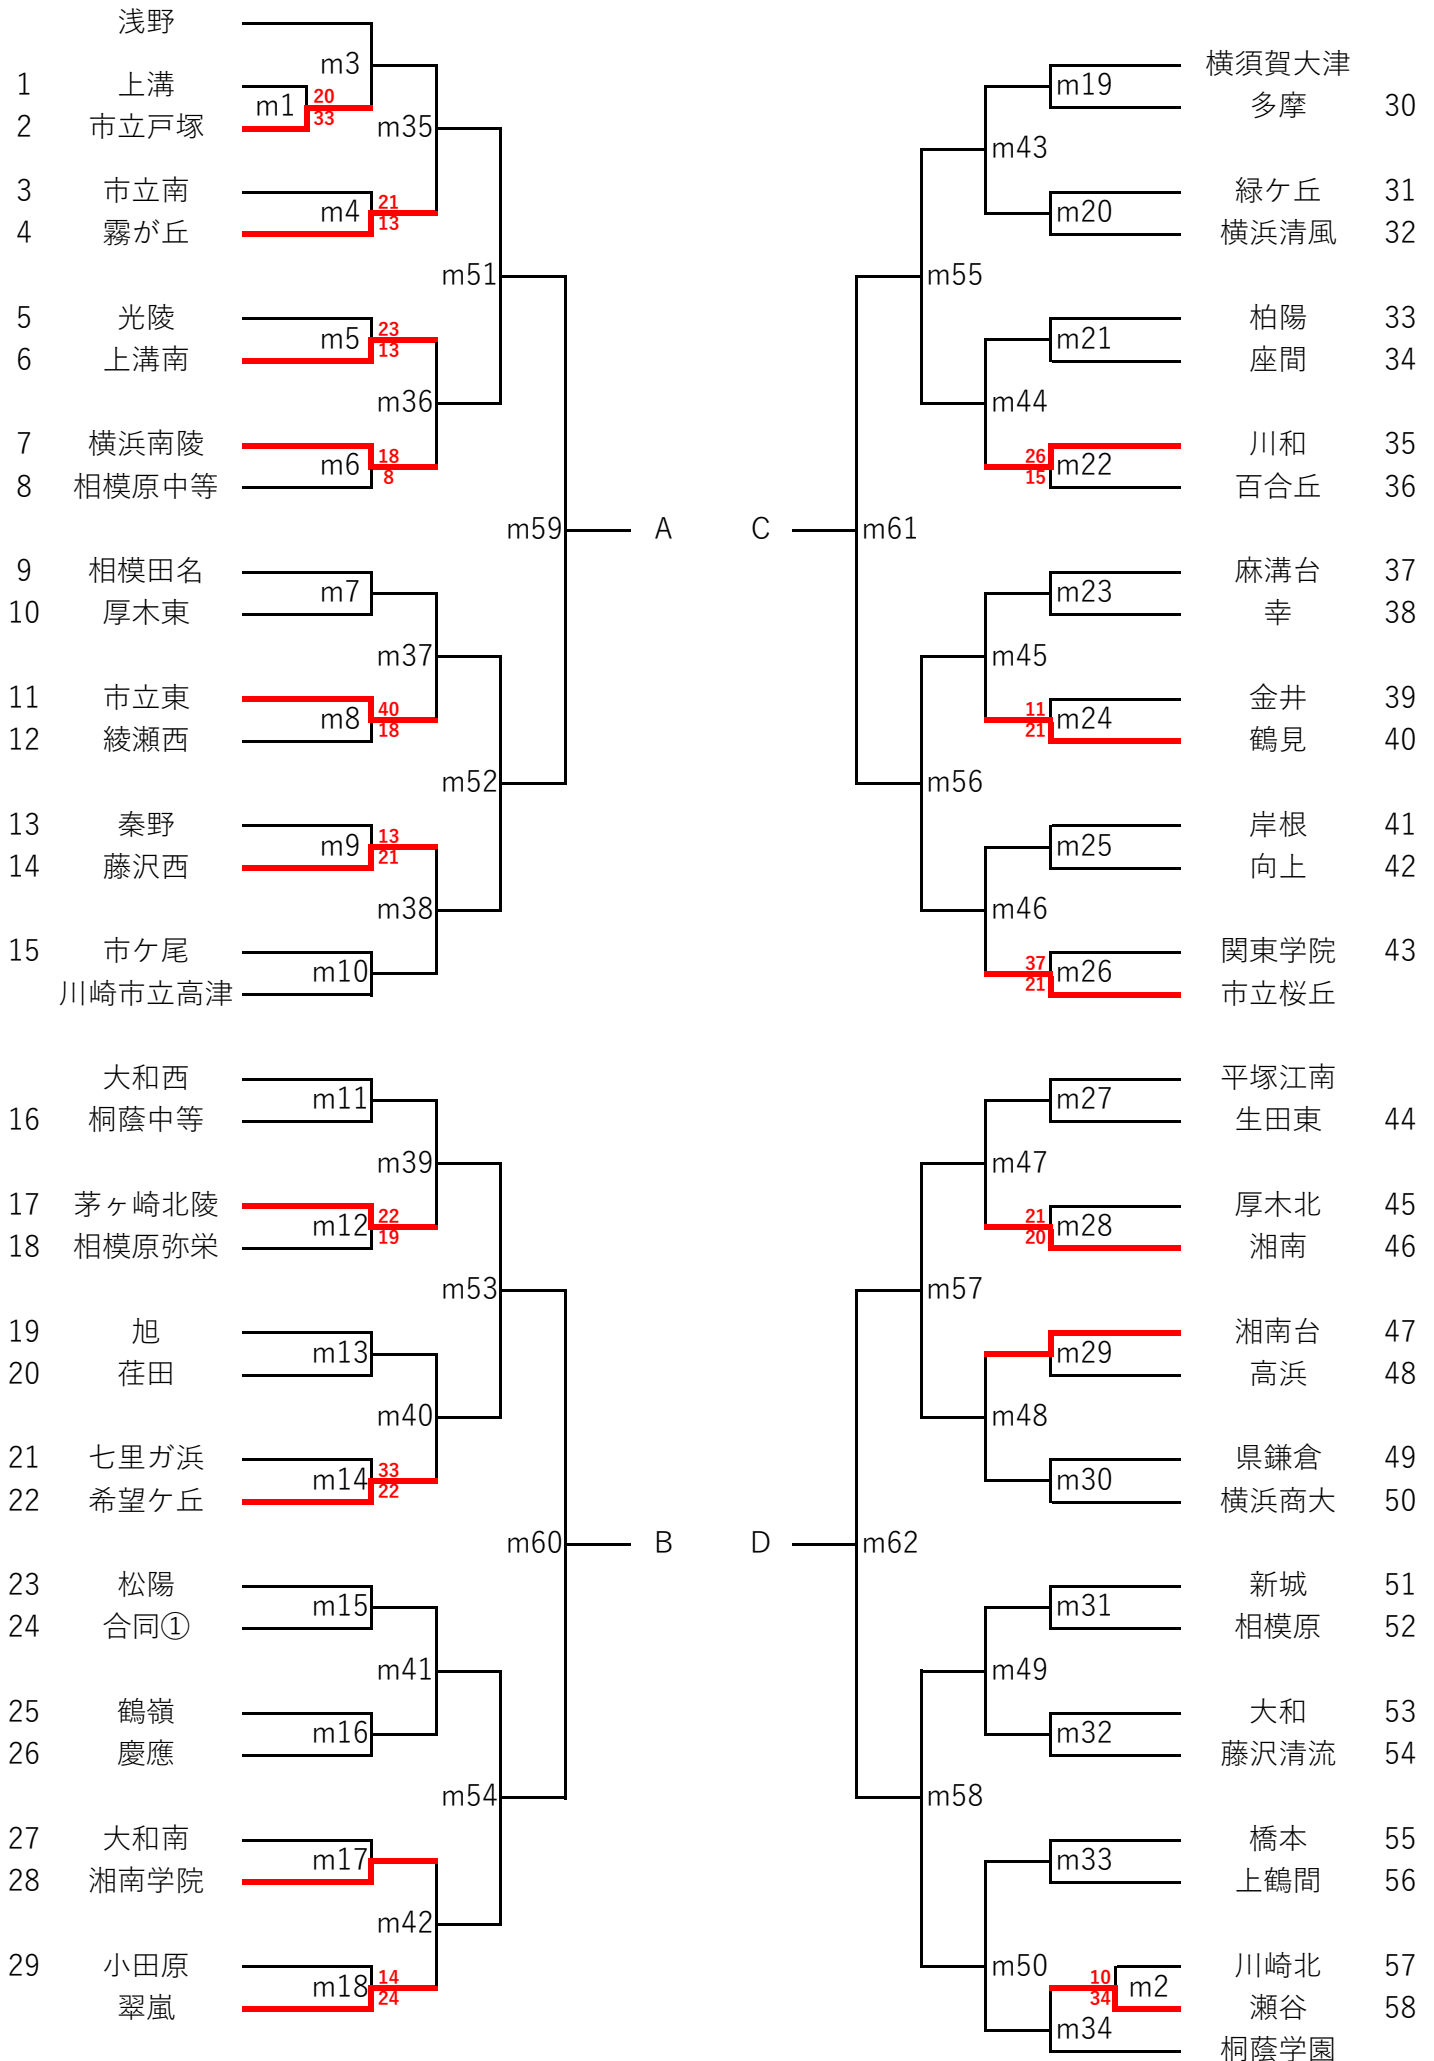 浅野
m3
1 上溝
m1 20
33
2 市立戸塚
m35
3 市立南
m4 21
13
4 霧が丘
m51
5 光陵
m5 23
13
6 上溝南
m36
7 横浜南陵
m6 18
8
8 相模原中等
m59 A
9 相模田名
m7
10 厚木東
m37
11 市立東
m8 40
18
12 綾瀬西
m52
13 秦野
m9 13
21
14 藤沢西
m38
15 市ケ尾
m10
川崎市立高津
大和西
m11
16 桐蔭中等
m39
17 茅ヶ崎北陵
m12 22
19
18 相模原弥栄
m53
19 旭
m13
20 荏田
m40
21 七里ガ浜
m14 33
22
22 希望ケ丘
m60 B
23 松陽
m15
24 合同①
m41
25 鶴嶺
m16
26 慶應
m54
27 大和南
m17
28 湘南学院
m42
29 小田原
m18 14
24
翠嵐
横須賀大津
m19
多摩 30
m43
緑ケ丘 31
m20
横浜清風 32
m55
柏陽 33
m21
座間 34
m44
川和 35
26
15 m22
百合丘 36
C m61
麻溝台 37
m23
幸 38
m45
金井 39
11
21 m24
鶴見 40
m56
岸根 41
m25
向上 42
m46
関東学院 43
37
21 m26
市立桜丘
平塚江南
m27
生田東 44
m47
厚木北 45
21
20 m28
湘南 46
m57
湘南台 47
m29
高浜 48
m48
県鎌倉 49
m30
横浜商大 50
D m62
新城 51
m31
相模原 52
m49
大和 53
m32
藤沢清流 54
m58
橋本 55
m33
上鶴間 56
m50
川崎北 57
10
34 m2
瀬谷 58
m34
桐蔭学園